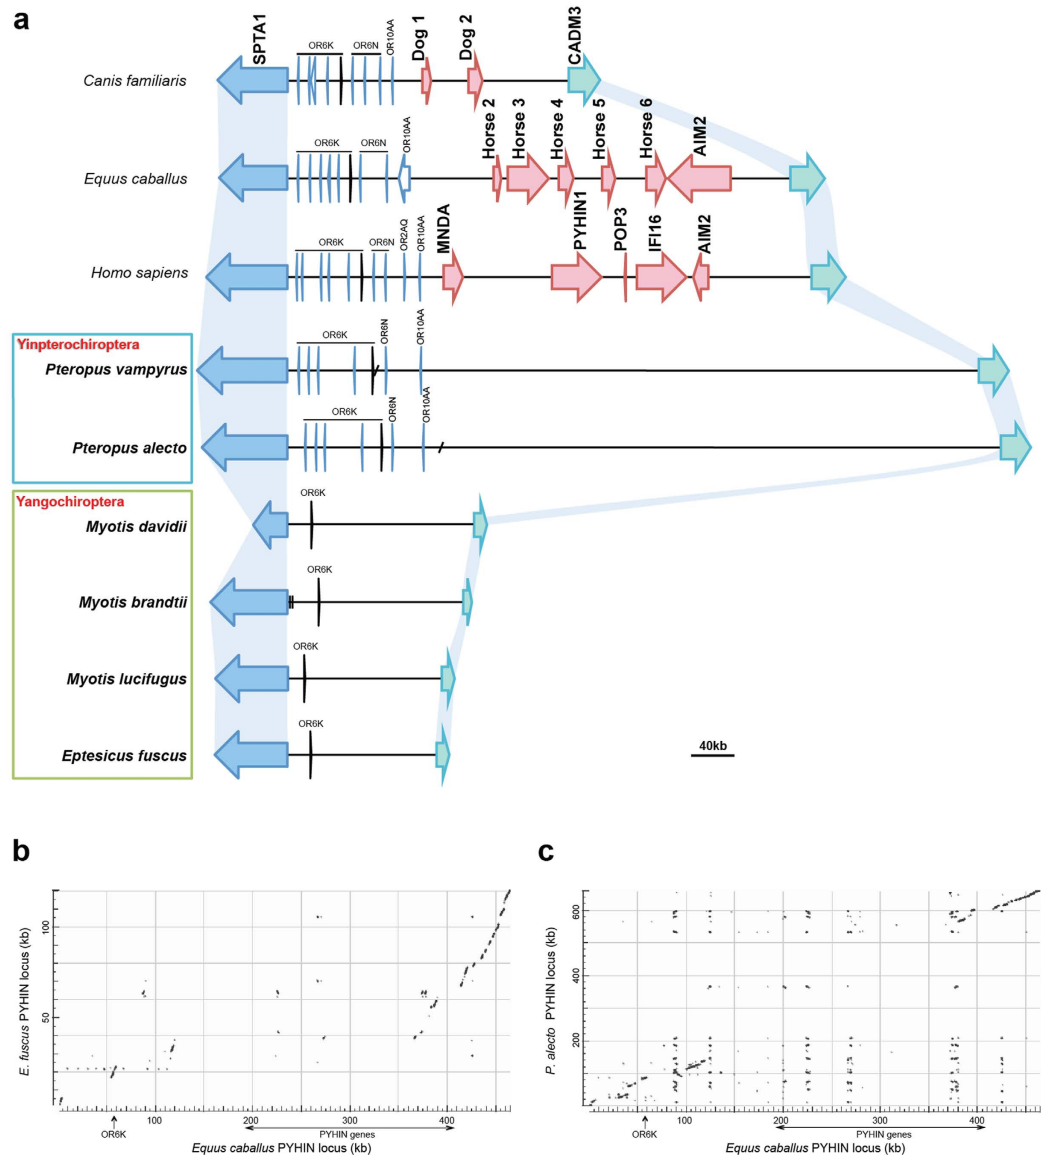 a
SPTA1
OR6K
OR6N
OR10AA
Dog 1
Dog 2
CADM3
Canis familiaris
OR6K
OR6N
OR10AA
Horse 2
Horse 3
Horse 4
Horse 5
Horse 6
AIM2
Equus caballus
OR6K
OR6N
OR2AQ
OR10AA
MNDA
PYHIN1
POP3
IFI16
AIM2
Homo sapiens
Yinpterochiroptera
OR6K
OR6N
OR10AA
Pteropus vampyrus
OR6K
OR6N
OR10AA
Pteropus alecto
Yangochiroptera
OR6K
Myotis davidii
OR6K
Myotis brandtii
OR6K
Myotis lucifugus
OR6K
Eptesicus fuscus
40kb
b
E. fuscus PYHIN locus (kb)
100
50
100 200 300 400
OR6K
PYHIN genes
Equus caballus PYHIN locus (kb)
c
P. alecto PYHIN locus (kb)
600
400
200
100 200 300 400
OR6K
PYHIN genes
Equus caballus PYHIN locus (kb)